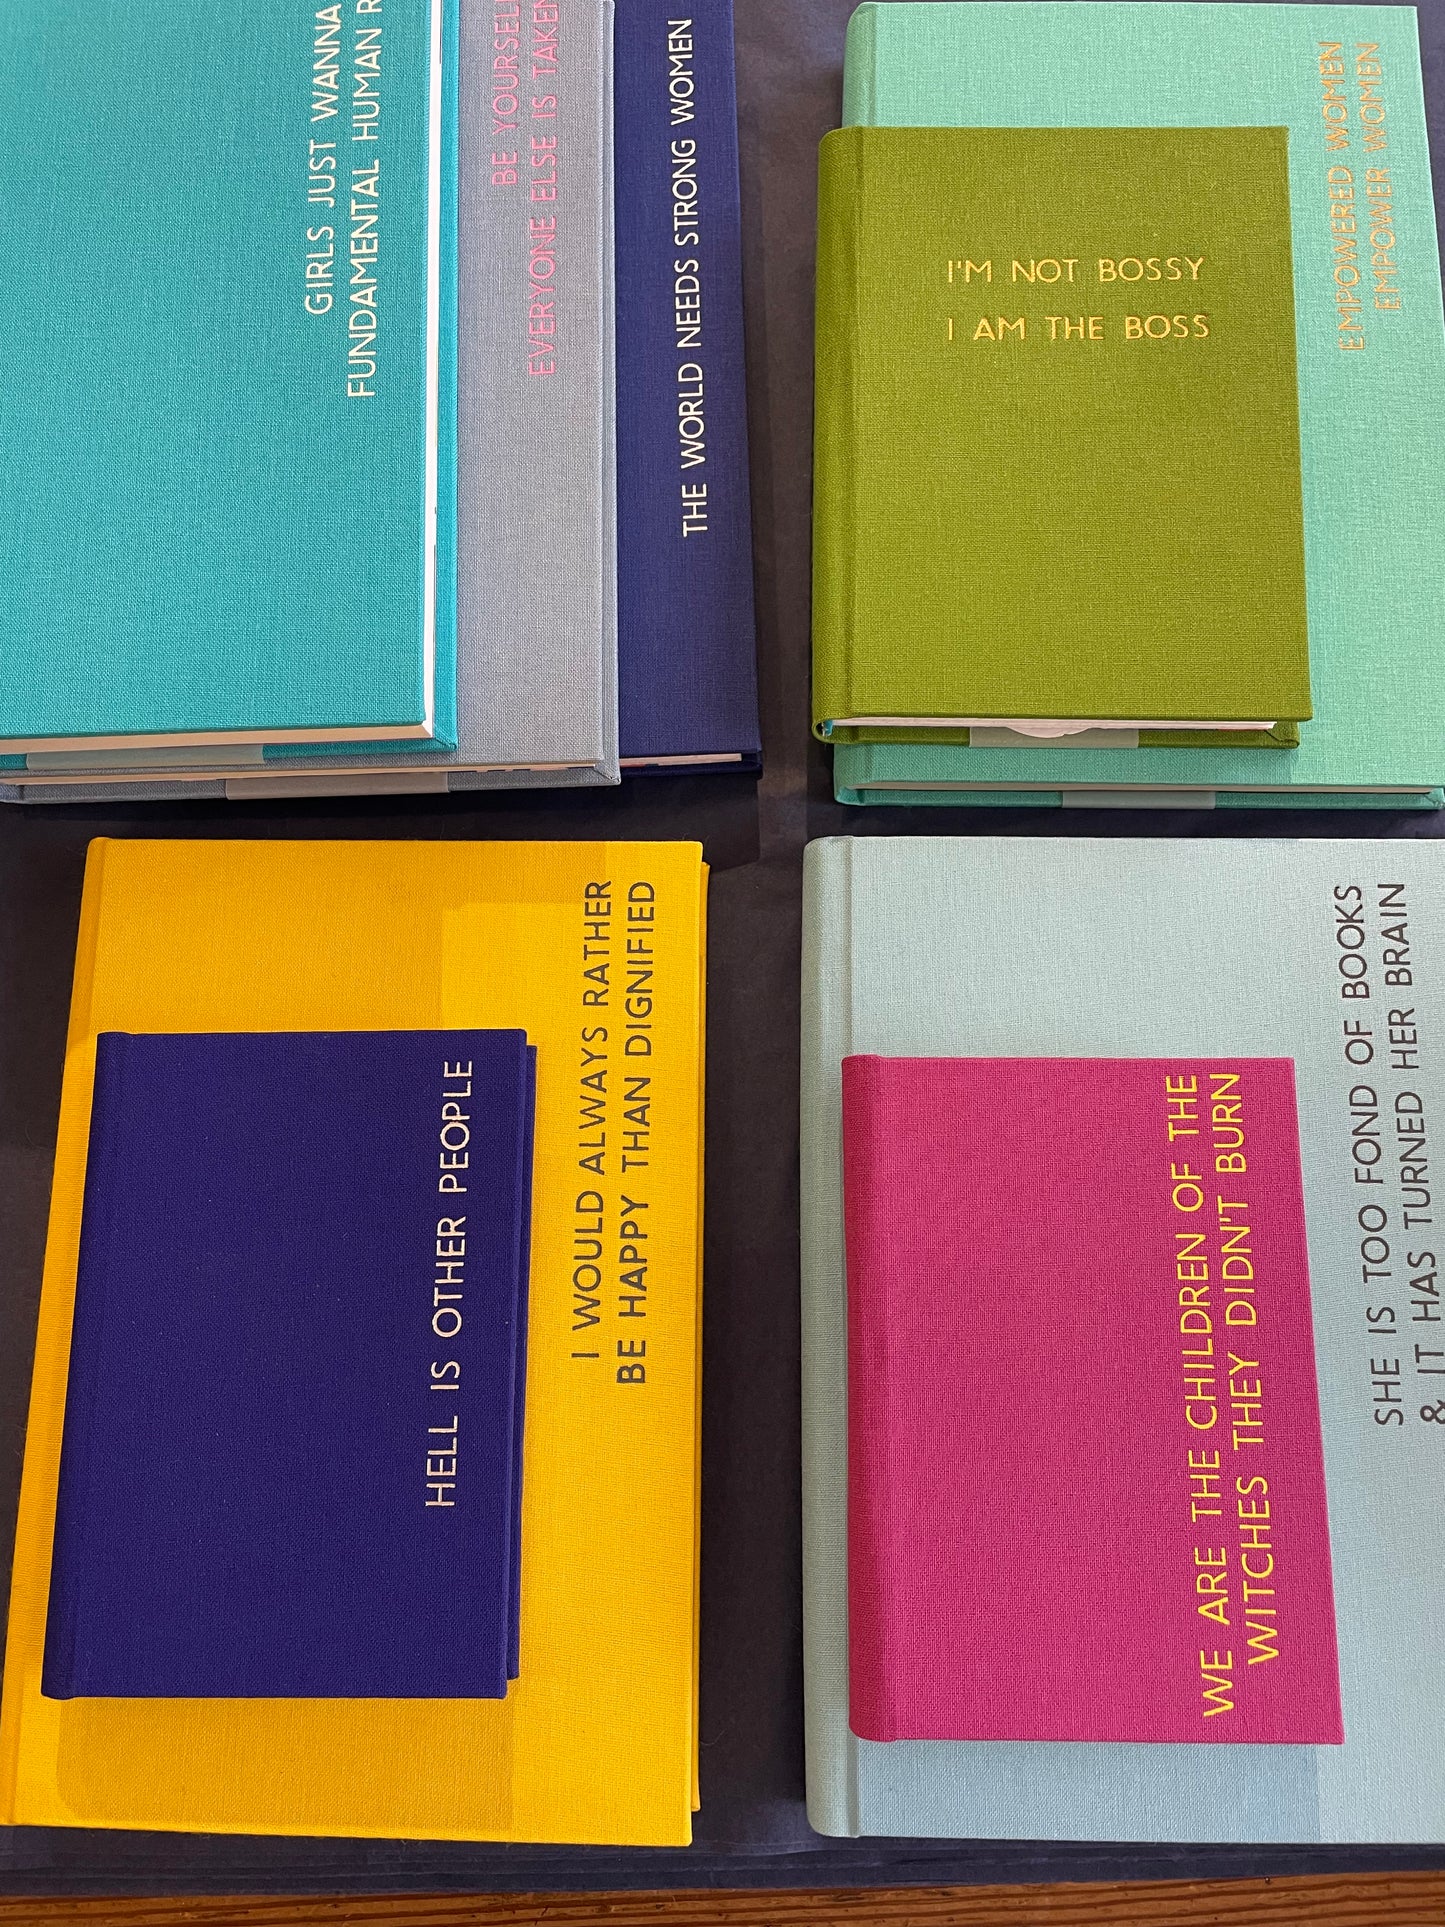 GIRLS JUST WANNA
FUNDAMENTAL HUMAN
BE YOURSELF
EVERYONE ELSE IS TAKEN
THE WORLD NEEDS STRONG WOMEN
I'M NOT BOSSY
I AM THE BOSS
EMPOWERED WOMEN
EMPOWER WOMEN
I WOULD ALWAYS RATHER
BE HAPPY THAN DIGNIFIED
HELL IS OTHER PEOPLE
SHE IS TOO FOND OF BOOKS
& IT HAS TURNED HER BRAIN
WE ARE THE CHILDREN OF THE
WITCHES THEY DIDN'T BURN